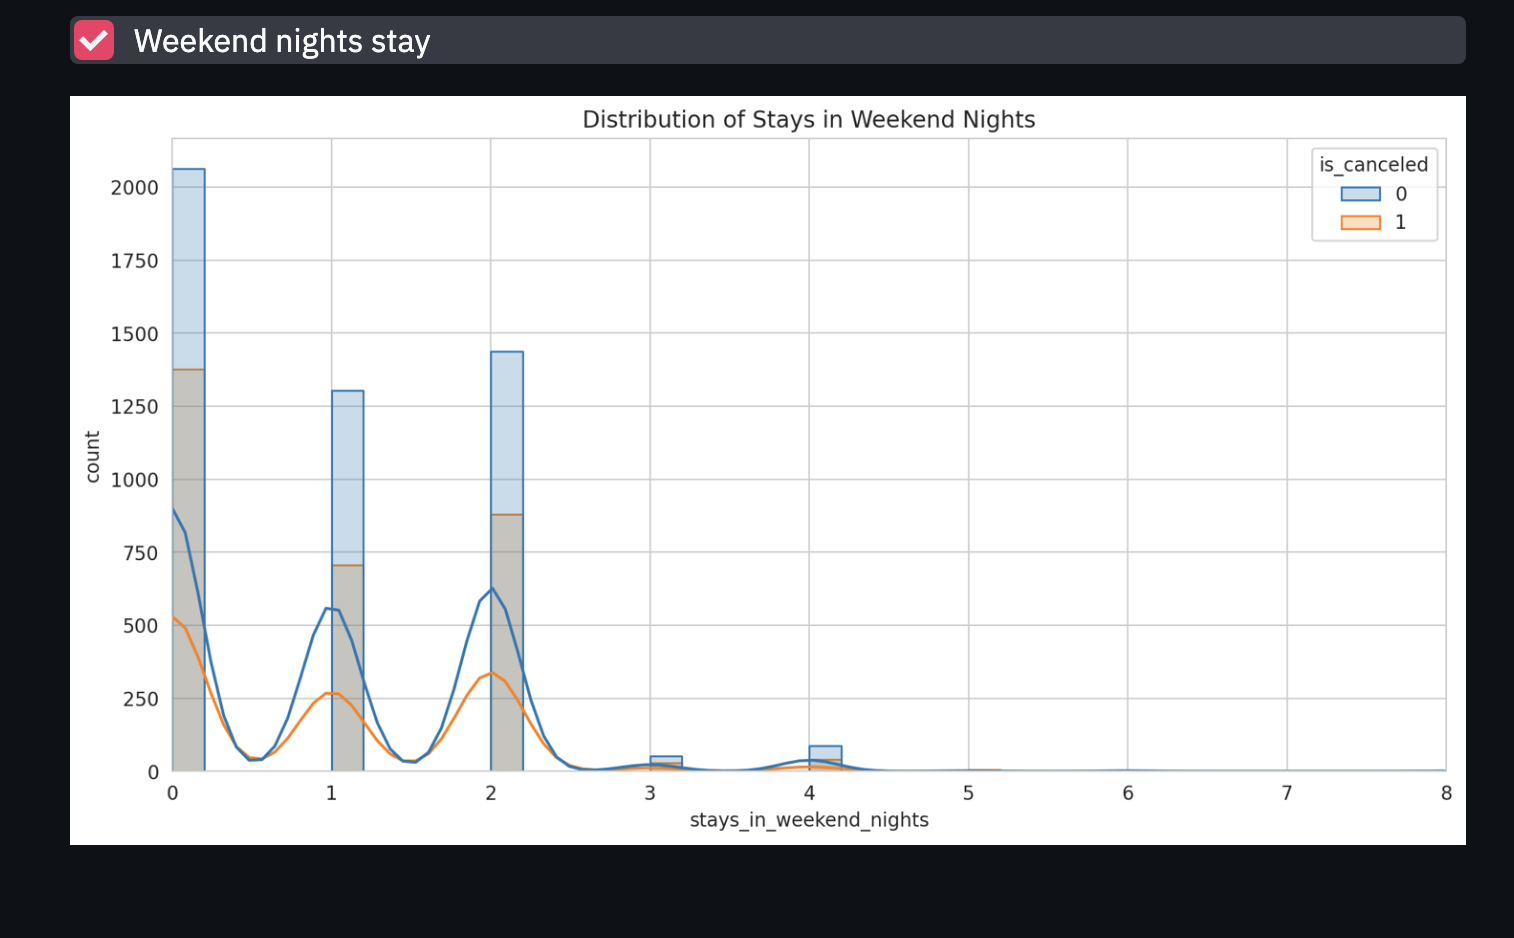 Weekend nights stay
Distribution of Stays in Weekend Nights
is_canceled
0
1
2000
1750
1500
1250
1000
750
500
250
0
count
0 1 2 3 4 5 6 7 8
stays_in_weekend_nights